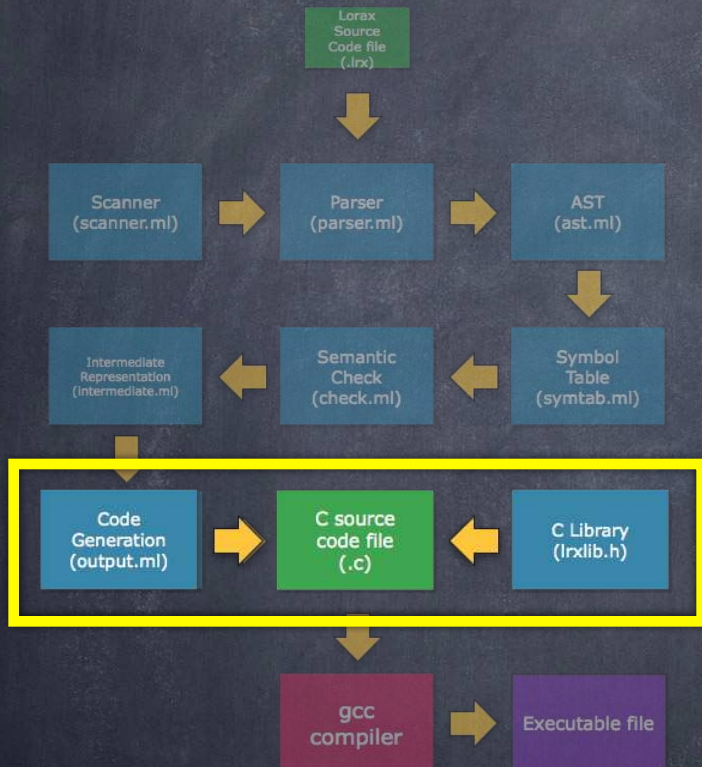 Lorax
Source
Code file
(.lrx)
Scanner
(scanner.ml)
Parser
(parser.ml)
AST
(ast.ml)
Intermediate
Representation
(intermediate.ml)
Semantic
Check
(check.ml)
Symbol
Table
(symtab.ml)
Code
Generation
(output.ml)
C source
code file
(.c)
C Library
(lrxlib.h)
gcc
compiler
Executable file